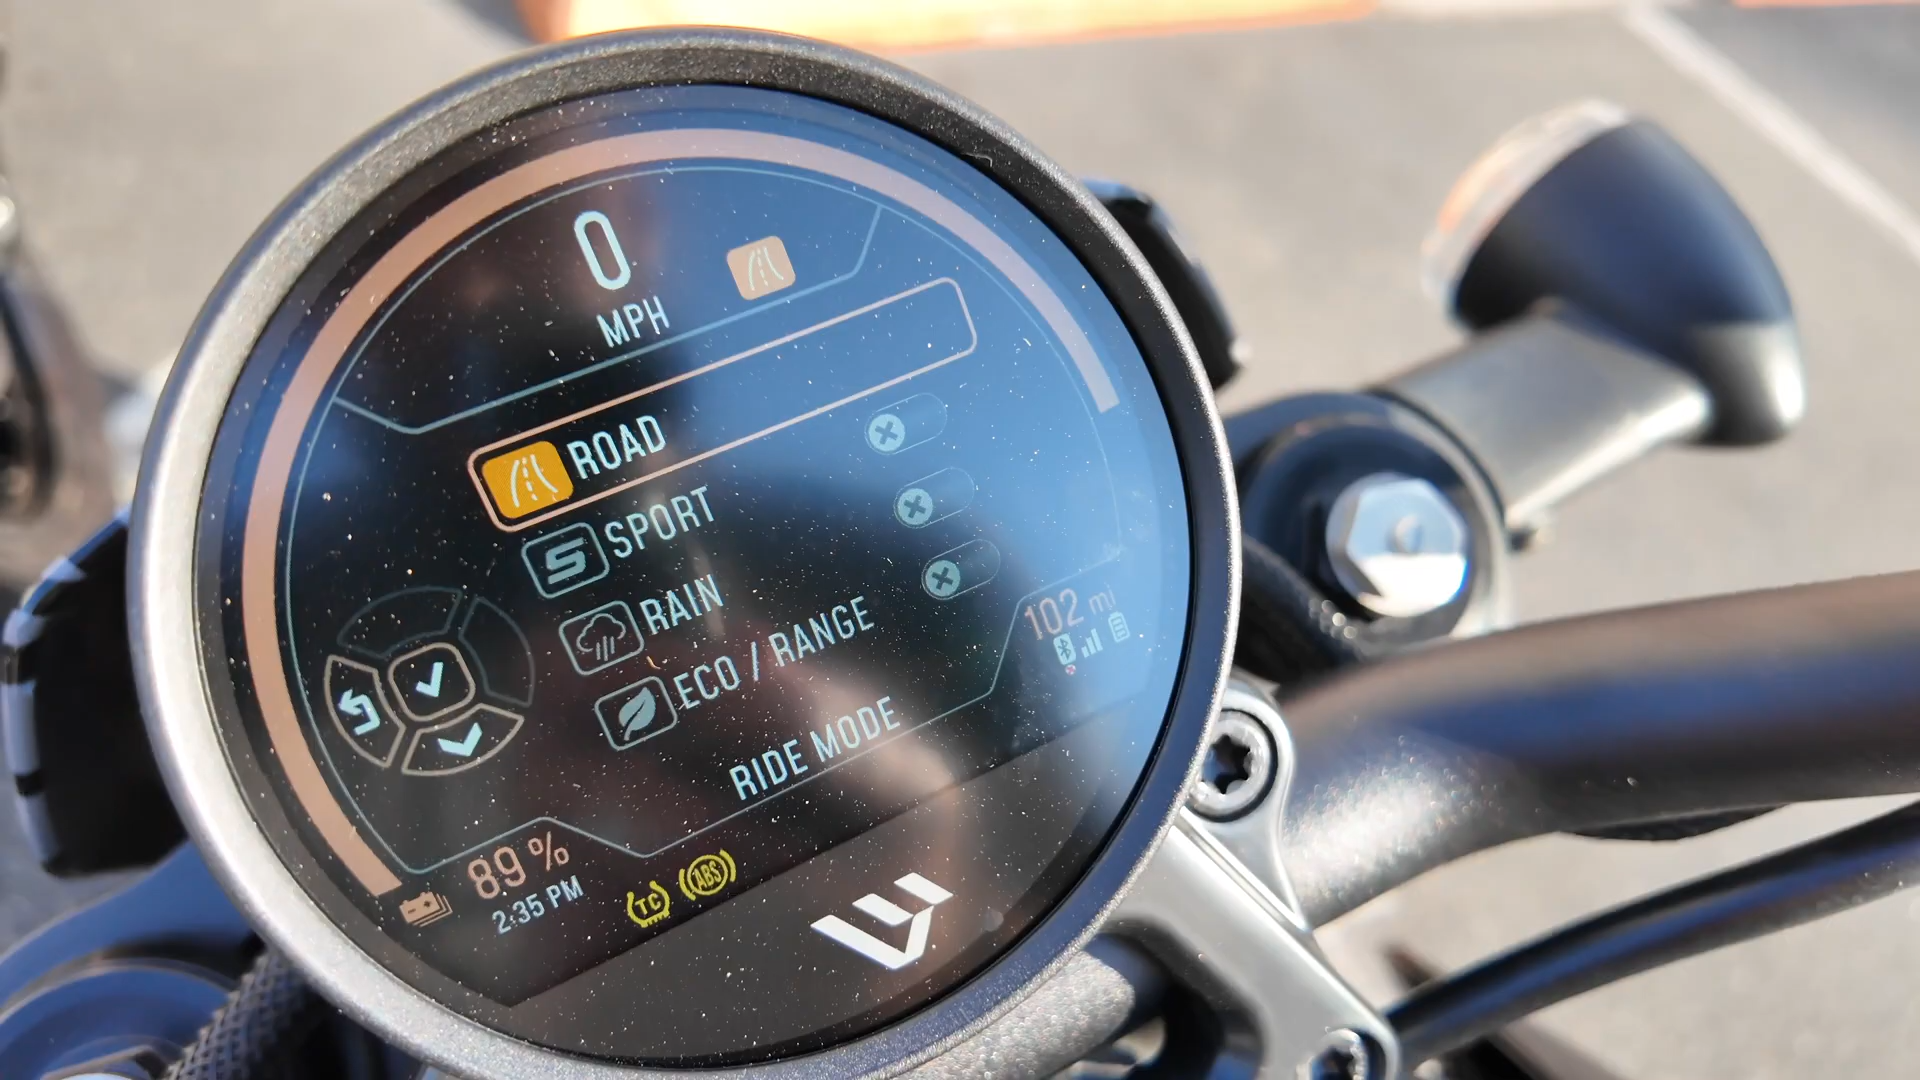 0
MPH
ROAD
SPORT
RAIN
ECO / RANGE
RIDE MODE
102 mi
89 %
2:35 PM
TC
ABS